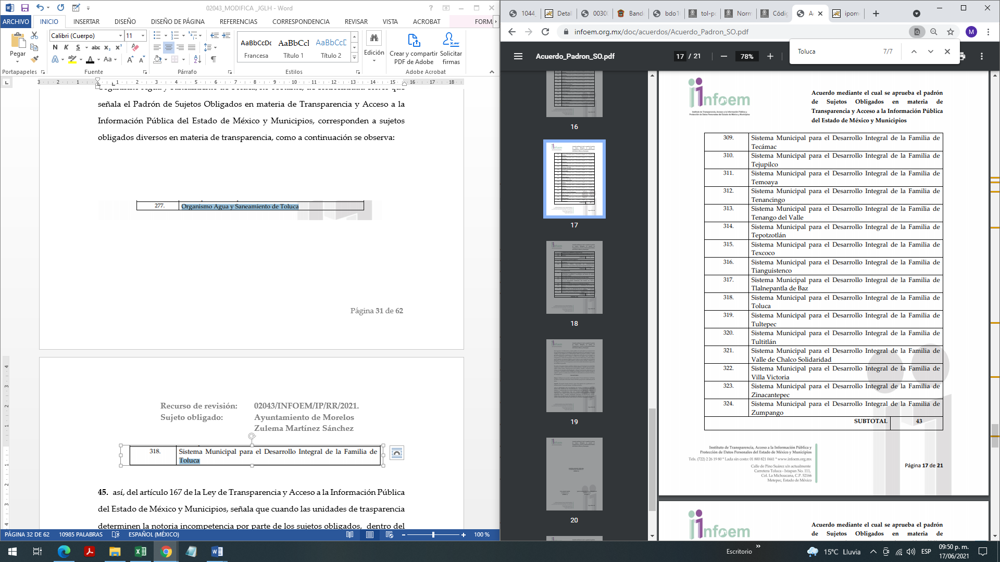 02043_MODIFICA _JGLH - Word
ARCHIVO INICIO INSERTAR DISEÑO DISEÑO DE PÁGINA REFERENCIAS CORRESPONDENCIA REVISAR VISTA ACROBAT FORM
Calibri (Cuerpo) 11
Pegar
N K S abc x₂ x²
Aa
AaBbCcDc AaBbCcI AaBbCcD
Francesa Título 1 Título 2
Edición
Crear y compartir PDF de Adobe
Solicitar firmas
Portapapeles Fuente Párrafo Estilos Adobe Acrobat
3 2 1 1 2 3 4 5 6 7 8 9 10 11 12 13 14 15 16 17 18
señala el Padrón de Sujetos Obligados en materia de Transparencia y Acceso a la
Información Pública del Estado de México y Municipios, corresponden a sujetos
obligados diversos en materia de transparencia, como a continuación se observa:
277. Organismo Agua y Saneamiento de Toluca
Página 31 de 62
Recurso de revisión: 02043/INFOEM/IP/RR/2021.
Sujeto obligado: Ayuntamiento de Morelos
Zulema Martínez Sánchez
318. Sistema Municipal para el Desarrollo Integral de la Familia de
Toluca
45. así, del artículo 167 de la Ley de Transparencia y Acceso a la Información Pública
del Estado de México y Municipios, señala que cuando las unidades de trasparencia
determinen la notoria incompetencia por parte de los sujetos obligados, dentro del
PÁGINA 32 DE 62 10985 PALABRAS ESPAÑOL (MÉXICO) 100 %
1044 Detal 0030 Band bdo1 tol-p Norm Códig Ac ipom
infoem.org.mx/doc/acuerdos/Acuerdo_Padron_SO.pdf
M
Toluca 7/7
Acuerdo_Padron_SO.pdf 17 / 21 78%
16
17
18
19
20
infoem
Instituto de Transparencia, Acceso a la Información Pública y
Protección de Datos Personales del Estado de México y Municipios
Acuerdo mediante el cual se aprueba el padrón
de Sujetos Obligados en materia de
Transparencia y Acceso a la Información Pública
del Estado de México y Municipios
309. Sistema Municipal para el Desarrollo Integral de la Familia de
Tecámac
310. Sistema Municipal para el Desarrollo Integral de la Familia de
Tejupilco
311. Sistema Municipal para el Desarrollo Integral de la Familia de
Temoaya
312. Sistema Municipal para el Desarrollo Integral de la Familia de
Tenancingo
313. Sistema Municipal para el Desarrollo Integral de la Familia de
Tenango del Valle
314. Sistema Municipal para el Desarrollo Integral de la Familia de
Tepotzotlán
315. Sistema Municipal para el Desarrollo Integral de la Familia de
Texcoco
316. Sistema Municipal para el Desarrollo Integral de la Familia de
Tianguistenco
317. Sistema Municipal para el Desarrollo Integral de la Familia de
Tlalnepantla de Baz
318. Sistema Municipal para el Desarrollo Integral de la Familia de
Toluca
319. Sistema Municipal para el Desarrollo Integral de la Familia de
Tultepec
320. Sistema Municipal para el Desarrollo Integral de la Familia de
Tultitlán
321. Sistema Municipal para el Desarrollo Integral de la Familia de
Valle de Chalco Solidaridad
322. Sistema Municipal para el Desarrollo Integral de la Familia de
Villa Victoria
323. Sistema Municipal para el Desarrollo Integral de la Familia de
Zinacantepec
324. Sistema Municipal para el Desarrollo Integral de la Familia de
Zumpango
SUBTOTAL 43
Instituto de Transparencia, Acceso a la Información Pública y
Protección de Datos Personales del Estado de México y Municipios
Tels. (722) 2 26 19 80 * Lada sin costo: 01 800 821 0441 * www.infoem.org.mx
Calle de Pino Suárez s/n actualmente
Carretera Toluca - Ixtapan No. 111,
Col. La Michoacana, C.P. 52166
Metepec, Estado de México
Página 17 de 21
infoem
Acuerdo mediante el cual se aprueba el padrón
de Sujetos Obligados en materia de
Escritorio 15°C Lluvia ESP 09:50 p. m.
17/06/2021